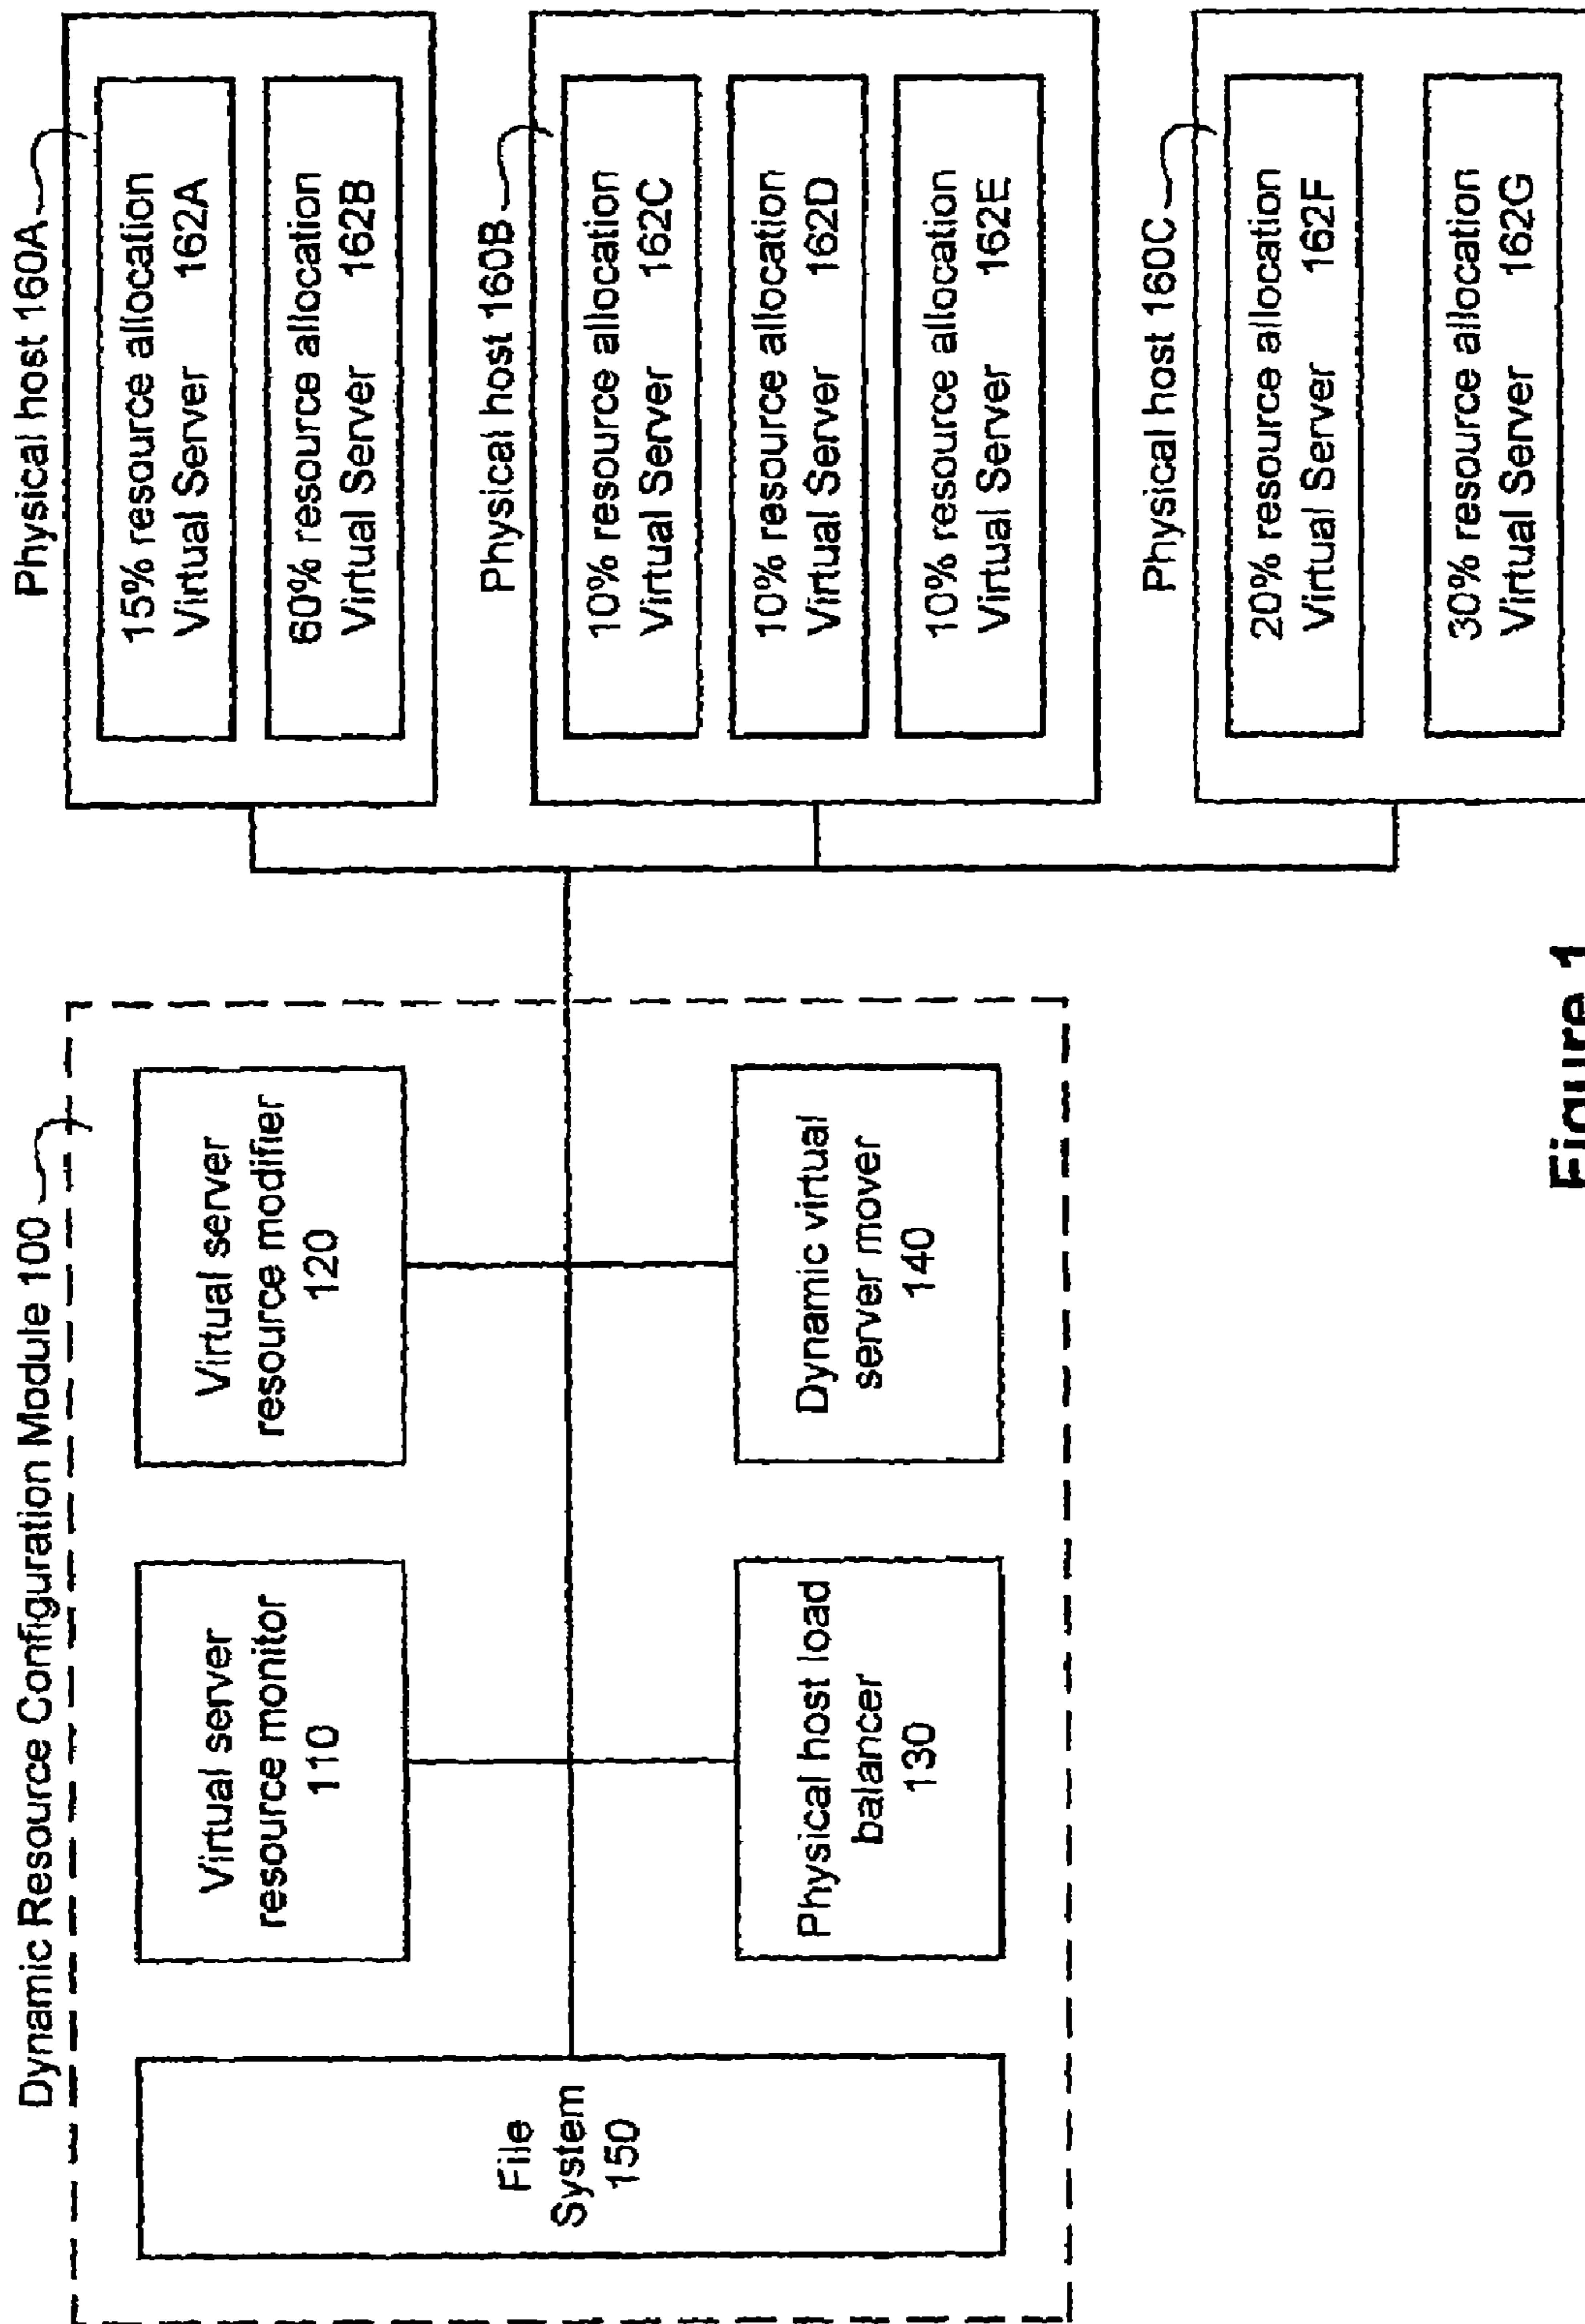 Dynamic Resource Configuration Module 100
File
System
150
Virtual server
resource monitor
110
Virtual server
resource modifier
120
Physical host load
balancer
130
Dynamic virtual
server mover
140
Physical host 160A
15% resource allocation
Virtual Server 162A
60% resource allocation
Virtual Server 162B
Physical host 160B
10% resource allocation
Virtual Server 162C
10% resource allocation
Virtual Server 162D
10% resource allocation
Virtual Server 162E
Physical host 160C
20% resource allocation
Virtual Server 162F
30% resource allocation
Virtual Server 162G
Figure 1